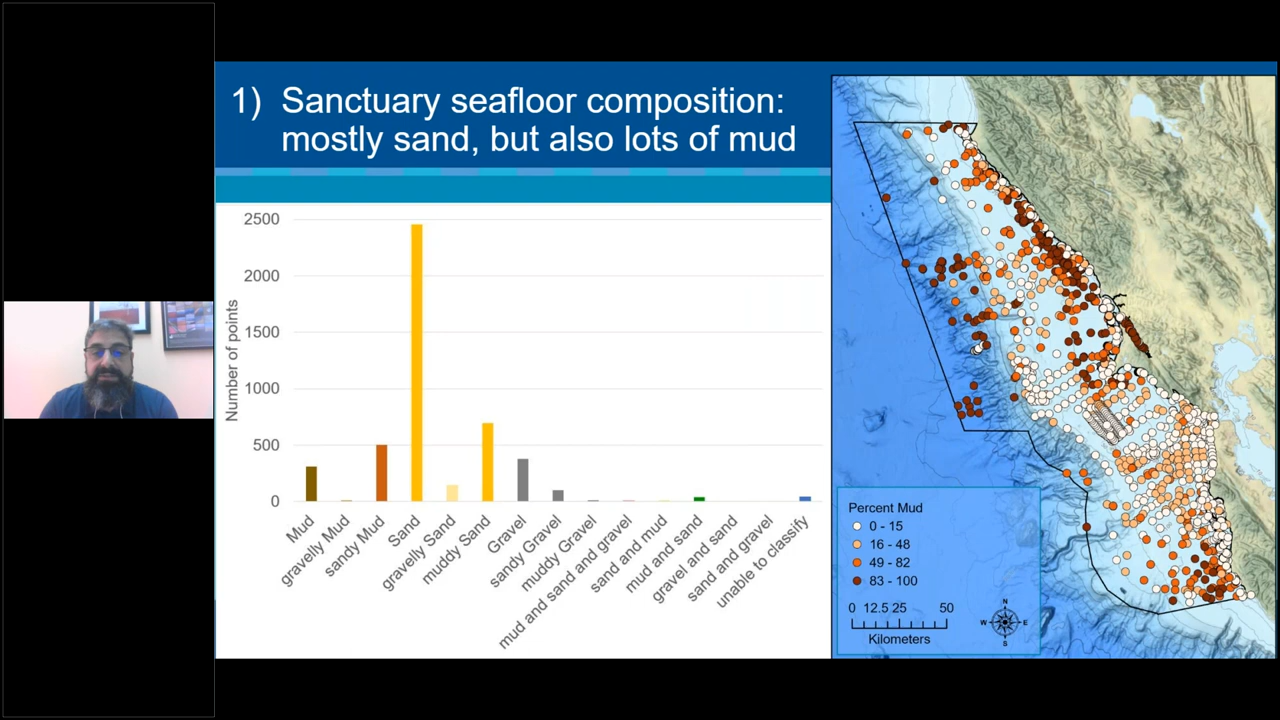 1) Sanctuary seafloor composition:
mostly sand, but also lots of mud
Number of points
2500
2000
1500
1000
500
0
Mud
gravelly Mud
sandy Mud
Sand
gravelly Sand
muddy Sand
Gravel
sandy Gravel
muddy Gravel
mud and sand and gravel
sand and mud
mud and sand
gravel and sand
sand and gravel
unable to classify
Percent Mud
0 - 15
16 - 48
49 - 82
83 - 100
0 12.5 25 50
Kilometers
N
W E
S